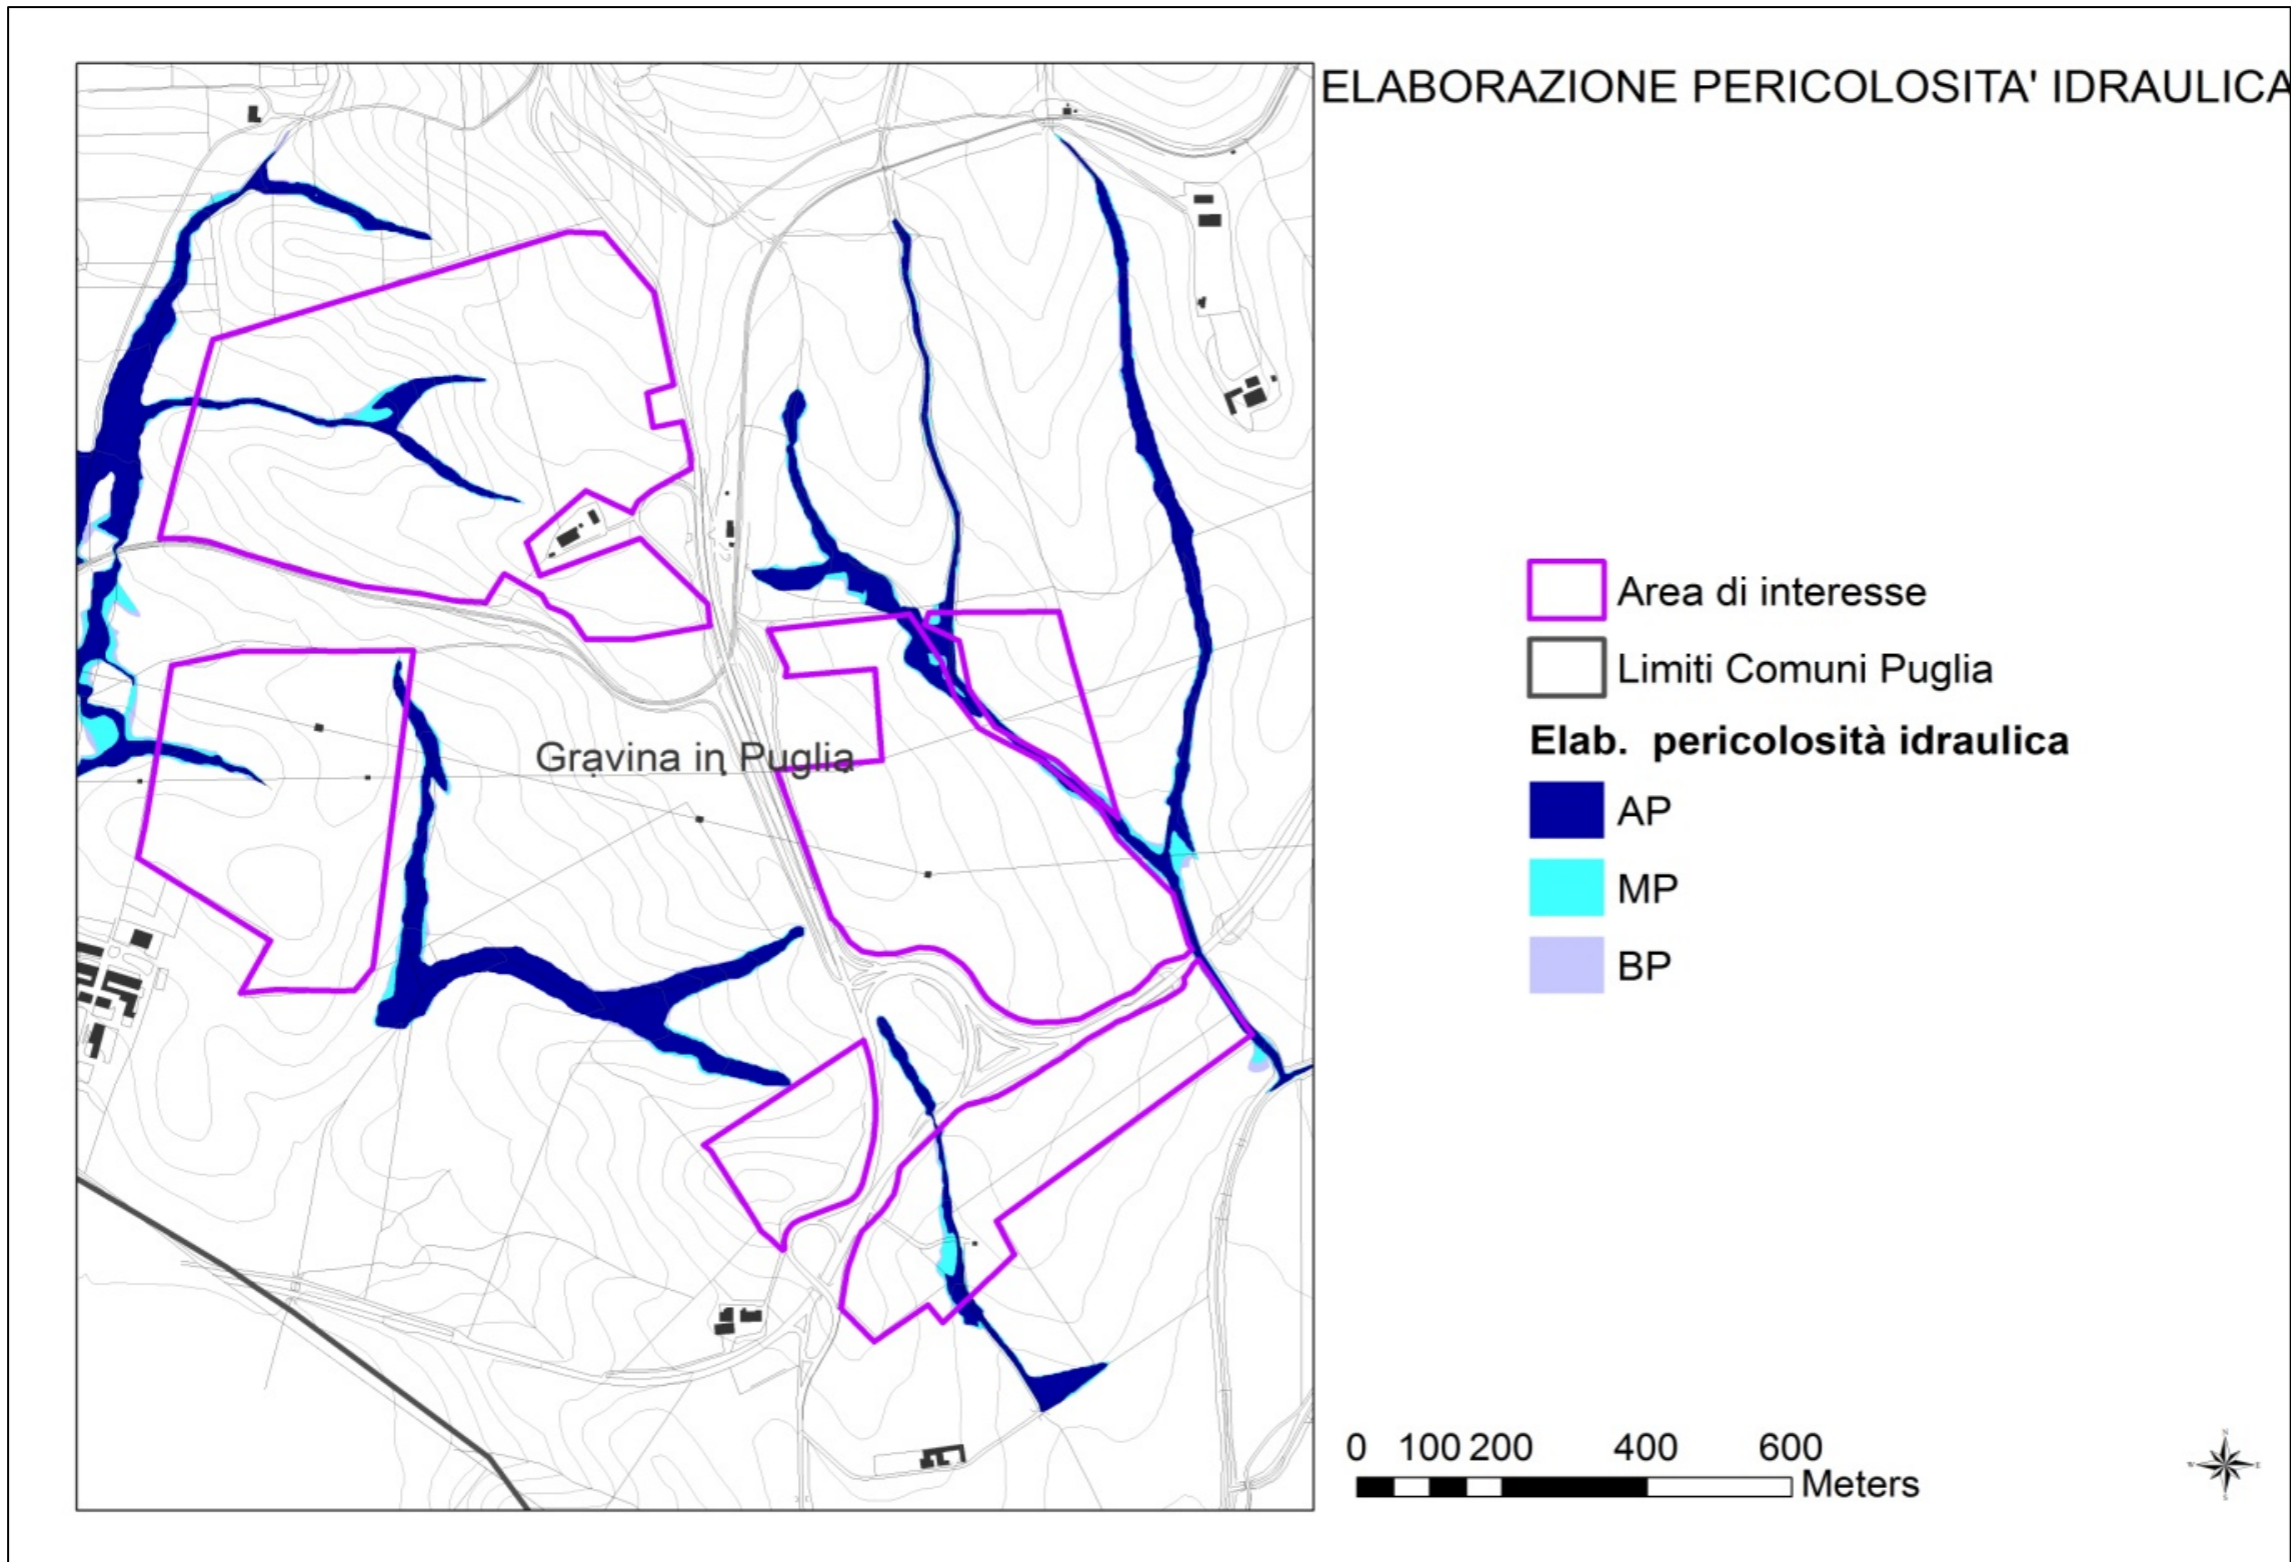 ELABORAZIONE PERICOLOSITA' IDRAULICA
Gravina in Puglia
Area di interesse
Limiti Comuni Puglia
Elab. pericolosità idraulica
AP
MP
BP
0 100 200 400 600
Meters
N
W E
S